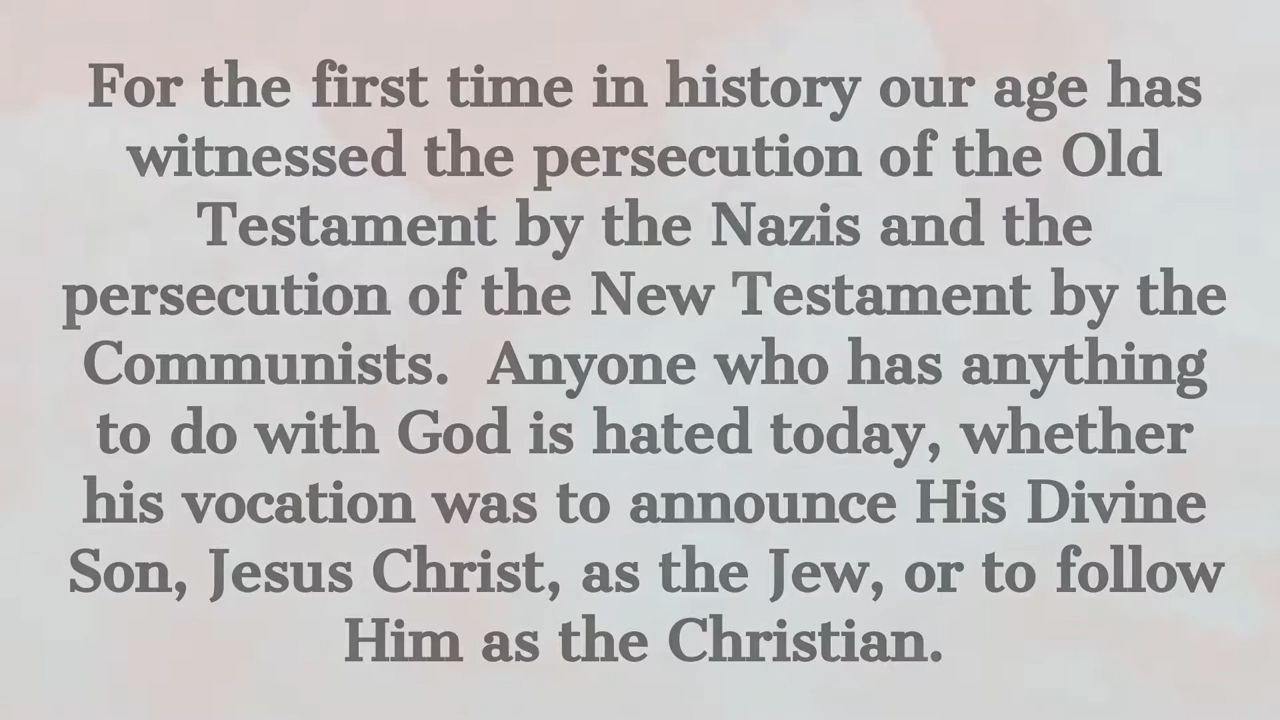 For the first time in history our age has
witnessed the persecution of the Old
Testament by the Nazis and the
persecution of the New Testament by the
Communists.  Anyone who has anything
to do with God is hated today, whether
his vocation was to announce His Divine
Son, Jesus Christ, as the Jew, or to follow
Him as the Christian.